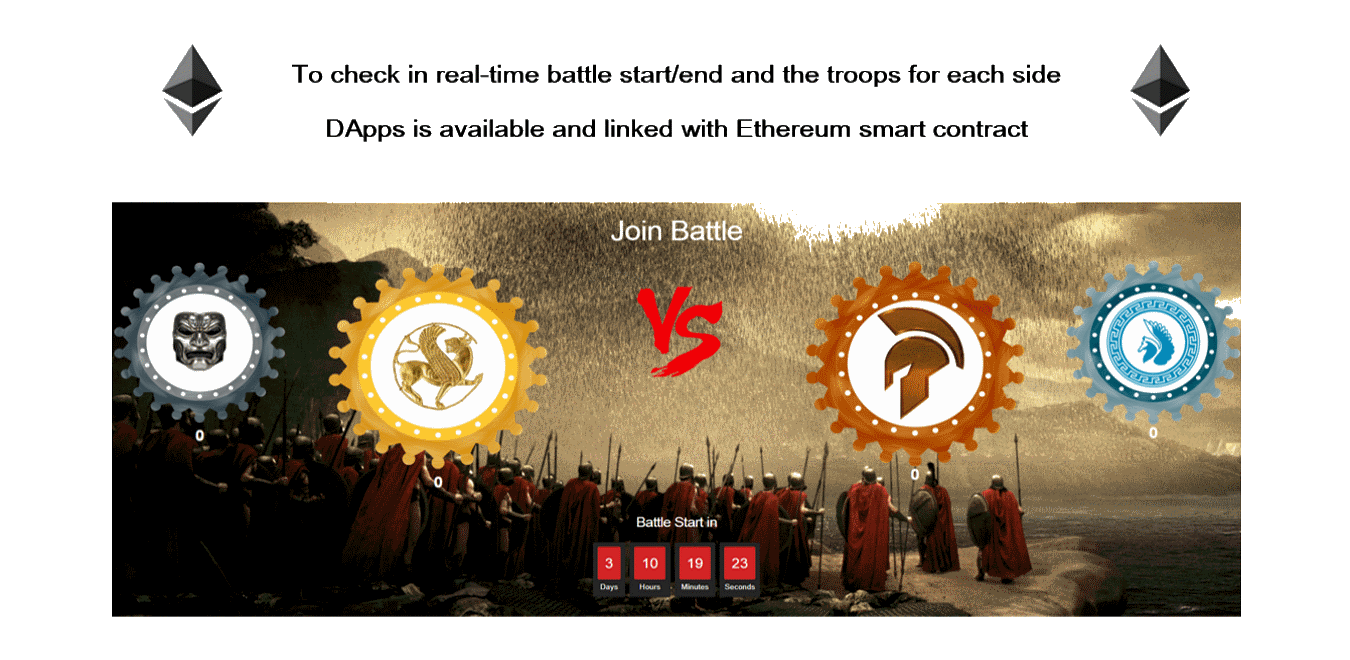 To check in real-time battle start/end and the troops for each side
DApps is available and linked with Ethereum smart contract
Join Battle
VS
0
0
0
0
Battle Start in
3 10 19 23
Days Hours Minutes Seconds